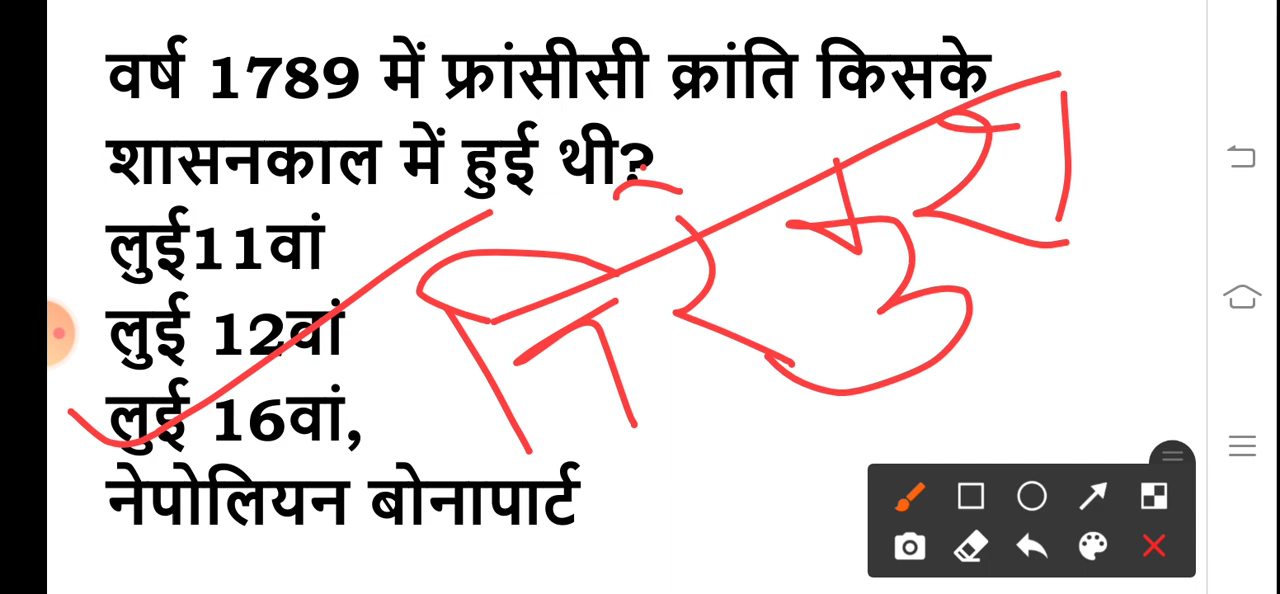 वर्ष 1789 में फ्रांसीसी क्रांति किसके
शासनकाल में हुई थी?
लुई11वां
लुई 12वां
लुई 16वां,
नेपोलियन बोनापार्ट